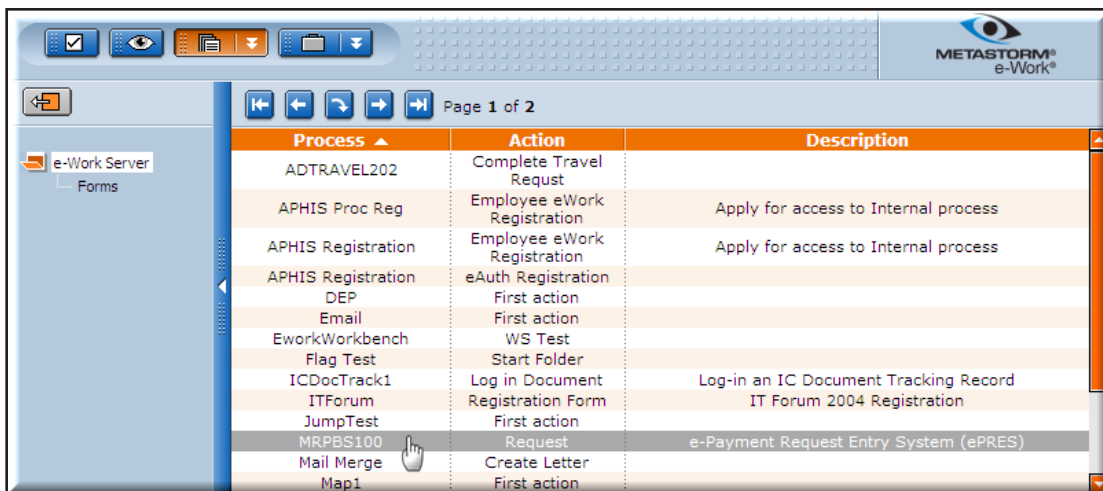 METASTORM®
e-Work®
Page 1 of 2
e-Work Server
Forms
Process Action Description
ADTRAVEL202 Complete Travel Requst
APHIS Proc Reg Employee eWork Registration Apply for access to Internal process
APHIS Registration Employee eWork Registration Apply for access to Internal process
APHIS Registration eAuth Registration
DEP First action
Email First action
EworkWorkbench WS Test
Flag Test Start Folder
ICDocTrack1 Log in Document Log-in an IC Document Tracking Record
ITForum Registration Form IT Forum 2004 Registration
JumpTest First action
MRPBS100 Request e-Payment Request Entry System (ePRES)
Mail Merge Create Letter
Map1 First action